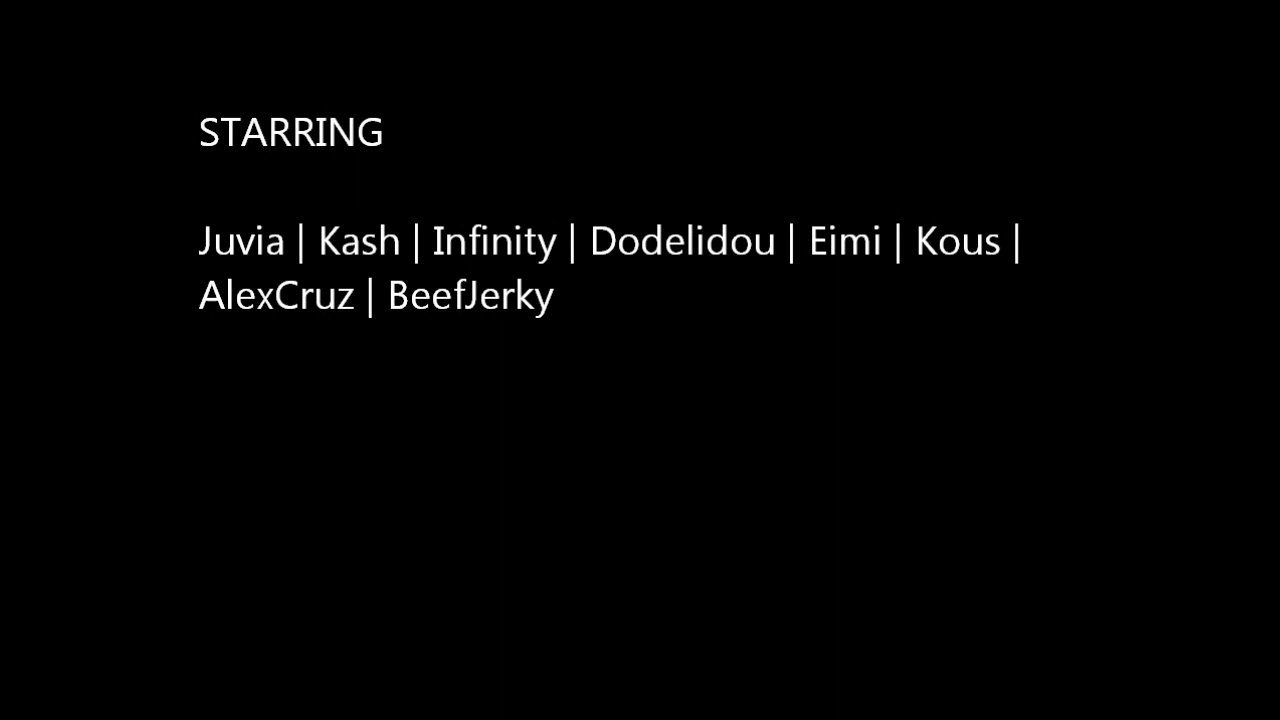 STARRING
Juvia | Kash | Infinity | Dodelidou | Eimi | Kous |
AlexCruz | BeefJerky